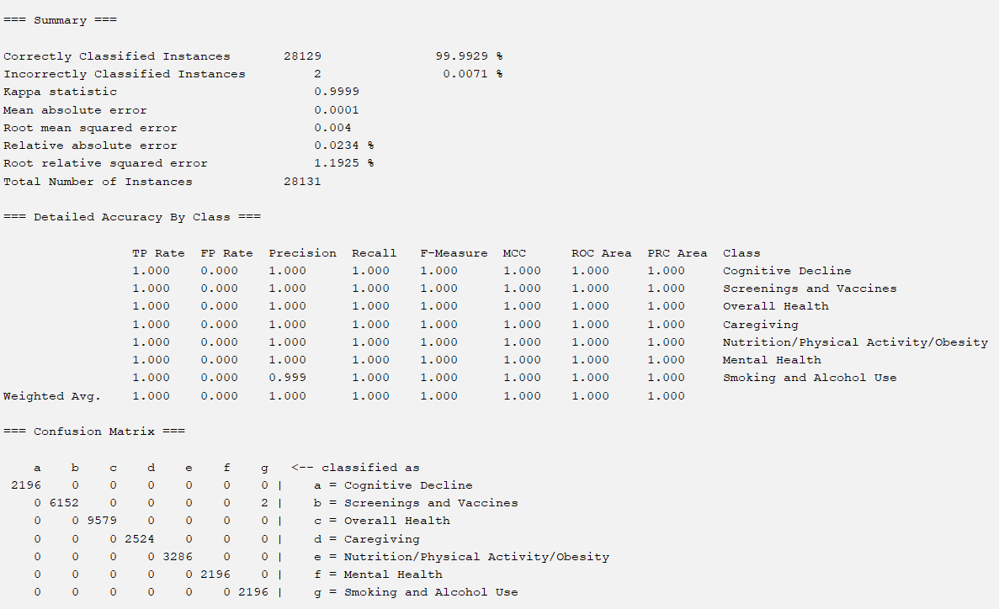 === Summary ===
Correctly Classified Instances 28129 99.9929 %
Incorrectly Classified Instances 2 0.0071 %
Kappa statistic 0.9999
Mean absolute error 0.0001
Root mean squared error 0.004
Relative absolute error 0.0234 %
Root relative squared error 1.1925 %
Total Number of Instances 28131
=== Detailed Accuracy By Class ===
TP Rate FP Rate Precision Recall F-Measure MCC ROC Area PRC Area Class
1.000 0.000 1.000 1.000 1.000 1.000 1.000 1.000 Cognitive Decline
1.000 0.000 1.000 1.000 1.000 1.000 1.000 1.000 Screenings and Vaccines
1.000 0.000 1.000 1.000 1.000 1.000 1.000 1.000 Overall Health
1.000 0.000 1.000 1.000 1.000 1.000 1.000 1.000 Caregiving
1.000 0.000 1.000 1.000 1.000 1.000 1.000 1.000 Nutrition/Physical Activity/Obesity
1.000 0.000 1.000 1.000 1.000 1.000 1.000 1.000 Mental Health
1.000 0.000 0.999 1.000 1.000 1.000 1.000 1.000 Smoking and Alcohol Use
Weighted Avg. 1.000 0.000 1.000 1.000 1.000 1.000 1.000 1.000
=== Confusion Matrix ===
a b c d e f g <-- classified as
2196 0 0 0 0 0 0 | a = Cognitive Decline
0 6152 0 0 0 0 2 | b = Screenings and Vaccines
0 0 9579 0 0 0 0 | c = Overall Health
0 0 0 2524 0 0 0 | d = Caregiving
0 0 0 0 3286 0 0 | e = Nutrition/Physical Activity/Obesity
0 0 0 0 0 2196 0 | f = Mental Health
0 0 0 0 0 0 2196 | g = Smoking and Alcohol Use